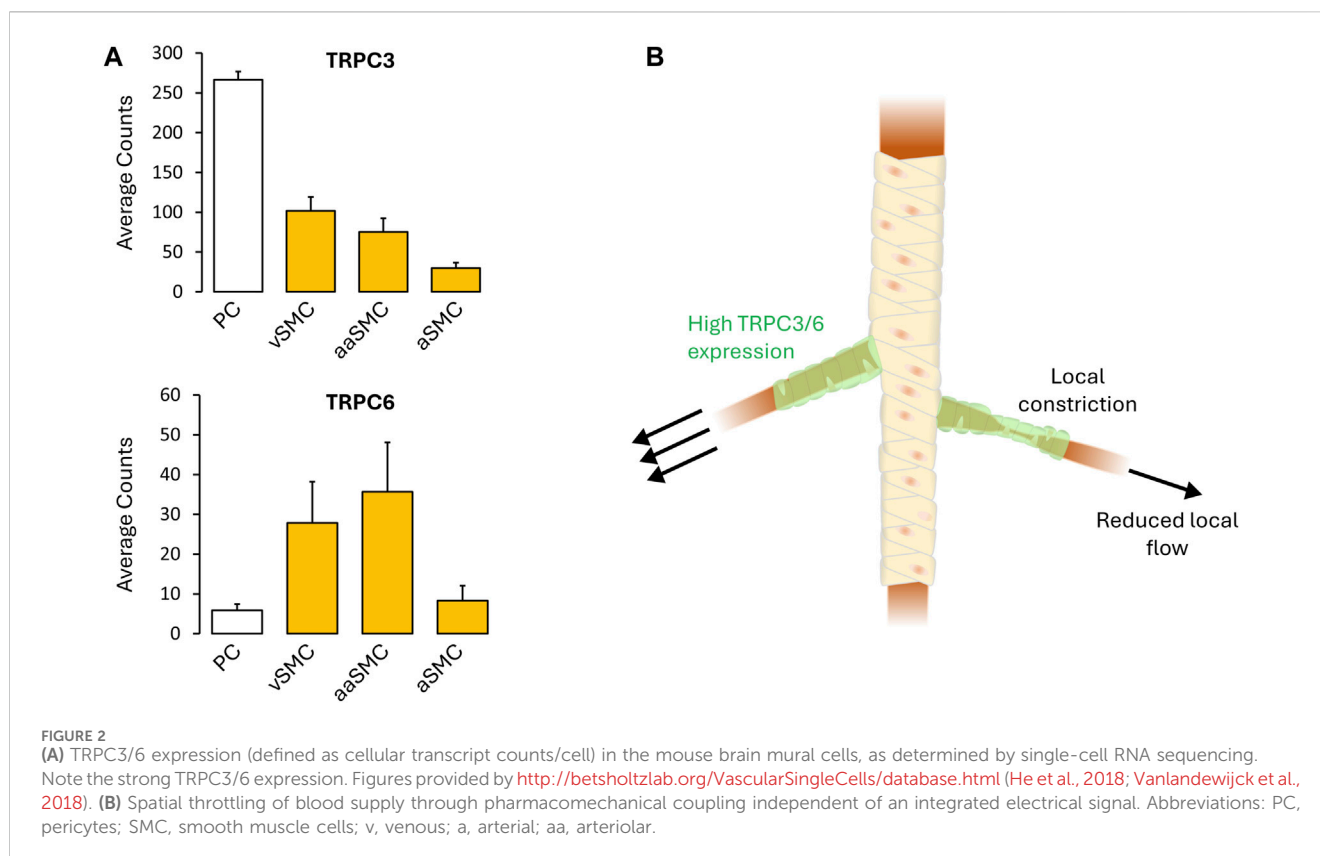 A
TRPC3
Average Counts
300
250
200
150
100
50
0
PC
vSMC
aaSMC
aSMC
TRPC6
Average Counts
60
50
40
30
20
10
0
PC
vSMC
aaSMC
aSMC
B
High TRPC3/6
expression
Local
constriction
Reduced local
flow
FIGURE 2
(A) TRPC3/6 expression (defined as cellular transcript counts/cell) in the mouse brain mural cells, as determined by single-cell RNA sequencing.
Note the strong TRPC3/6 expression. Figures provided by http://betsholtzlab.org/VascularSingleCells/database.html (He et al., 2018; Vanlandewijck et al.,
2018). (B) Spatial throttling of blood supply through pharmacomechanical coupling independent of an integrated electrical signal. Abbreviations: PC,
pericytes; SMC, smooth muscle cells; v, venous; a, arterial; aa, arteriolar.